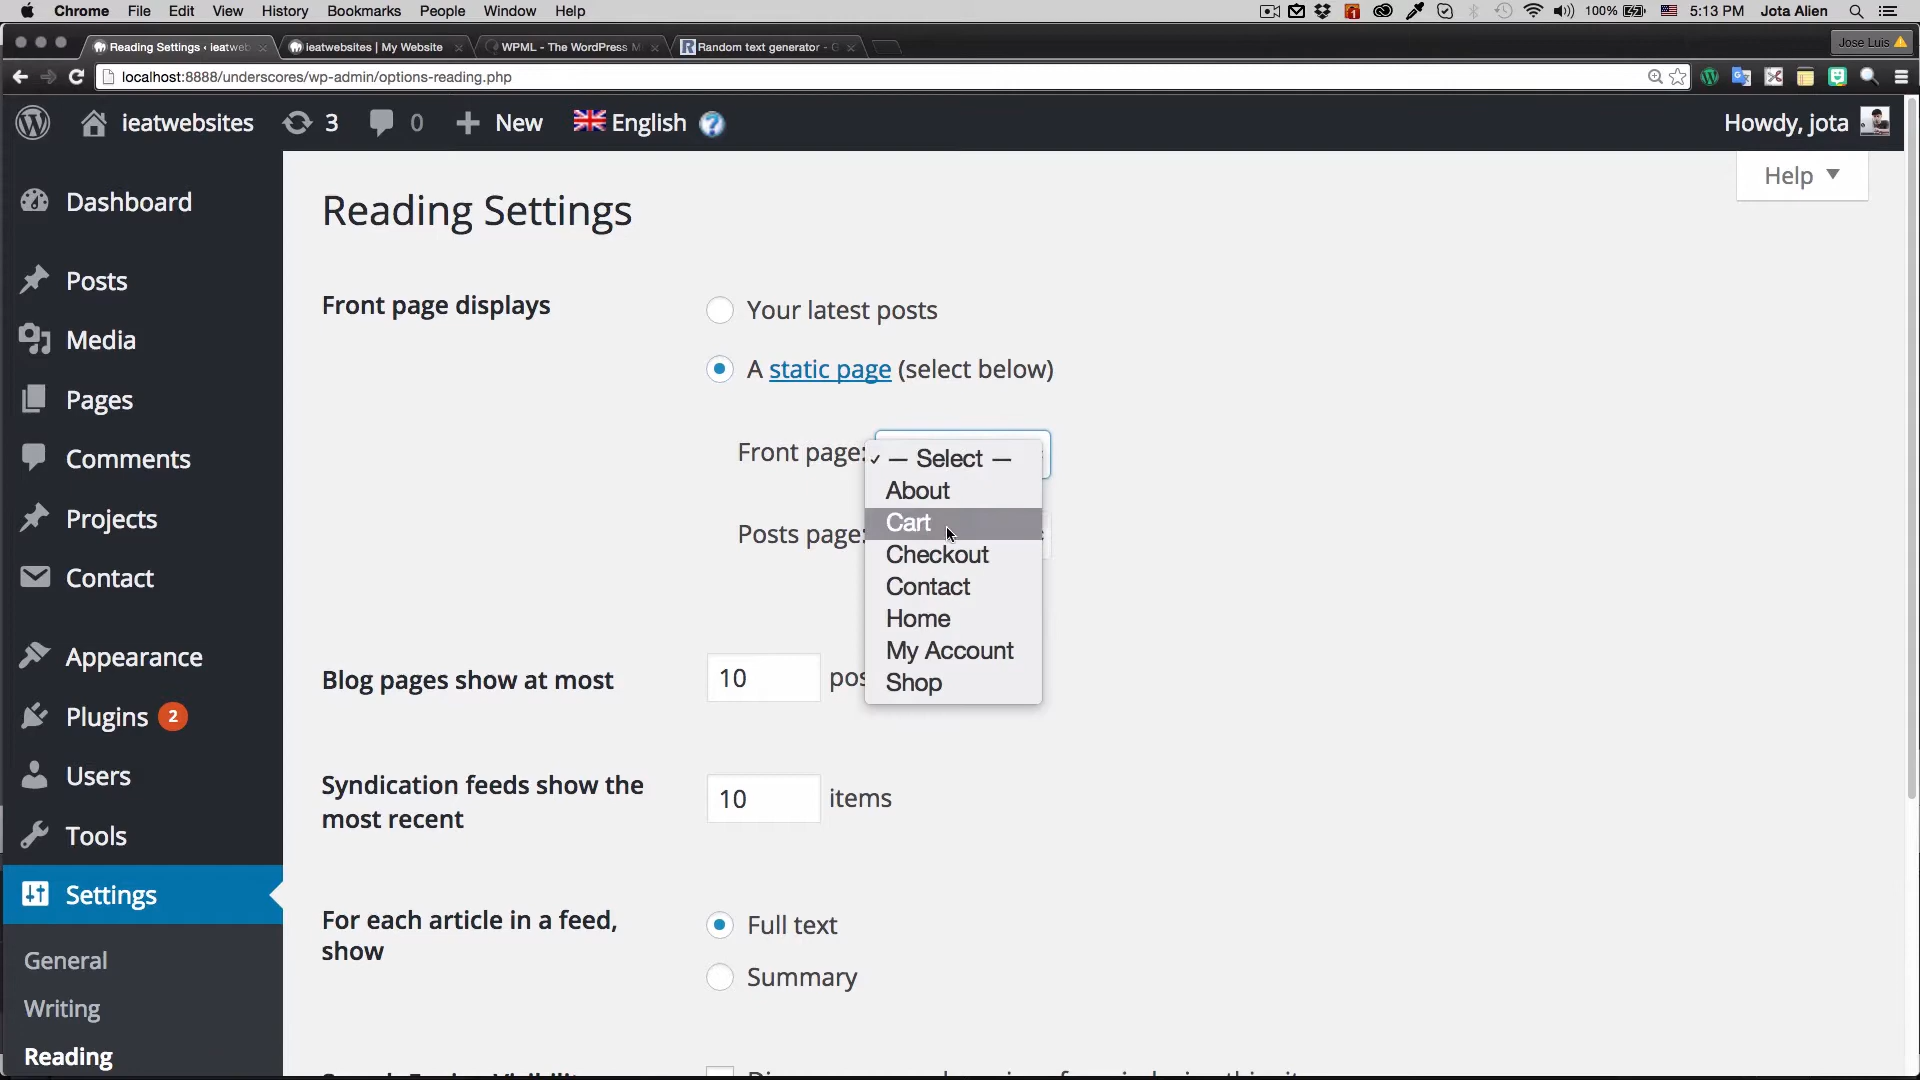 Chrome File Edit View History Bookmarks People Window Help 100% 5:13 PM Jota Alien
Reading Settings ‹ ieatweb ieatwebsites | My Website WPML - The WordPress M Random text generator - G Jose Luis
localhost:8888/underscores/wp-admin/options-reading.php
ieatwebsites 3 0 New English ? Howdy, jota
Help
Reading Settings
Dashboard
Posts
Media
Pages
Comments
Projects
Contact
Appearance
Plugins 2
Users
Tools
Settings
General
Writing
Reading
Front page displays
Your latest posts
A static page (select below)
Front page:
— Select —
About
Cart
Checkout
Contact
Home
My Account
Shop
Posts page:
Blog pages show at most 10 pos
Syndication feeds show the
most recent
10 items
For each article in a feed,
show
Full text
Summary